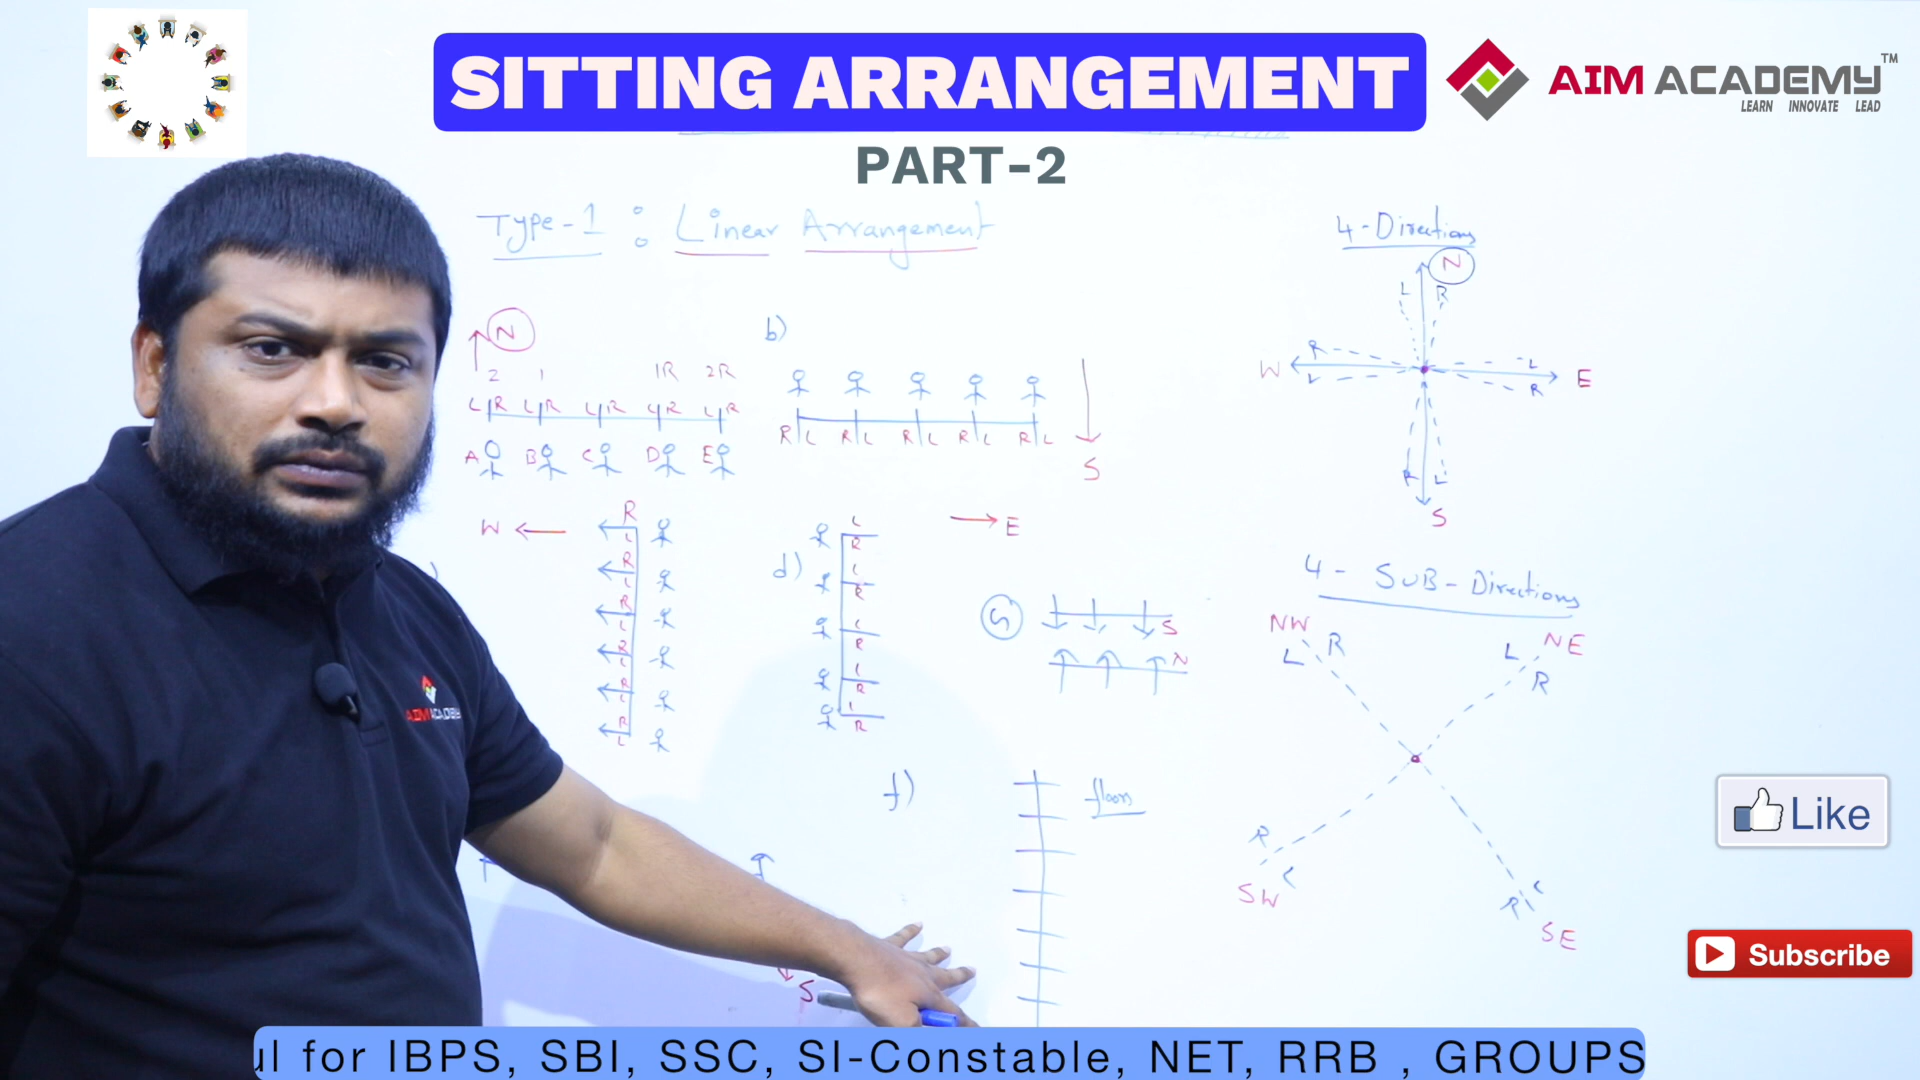 SITTING ARRANGEMENT
AIM ACADEMY™
LEARN INNOVATE LEAD
PART-2
Type-1 : Linear Arrangement
4-Directions
N
L R
W R L L R E
R L
S
N
2 1 1R 2R
L R L R L R L R L R
A B C D E
b)
R L R L R L R L R L
S
W
R L R L R L R L R L R L
d)
L R L R L R L R L R
E
S
N
4 - SUB-Directions
NW R
L
L NE
R
R
SW L
L
R SE
f)
floors
S
AIM ACADEMY
Like
Subscribe
ul for IBPS, SBI, SSC, SI-Constable, NET, RRB , GROUPS